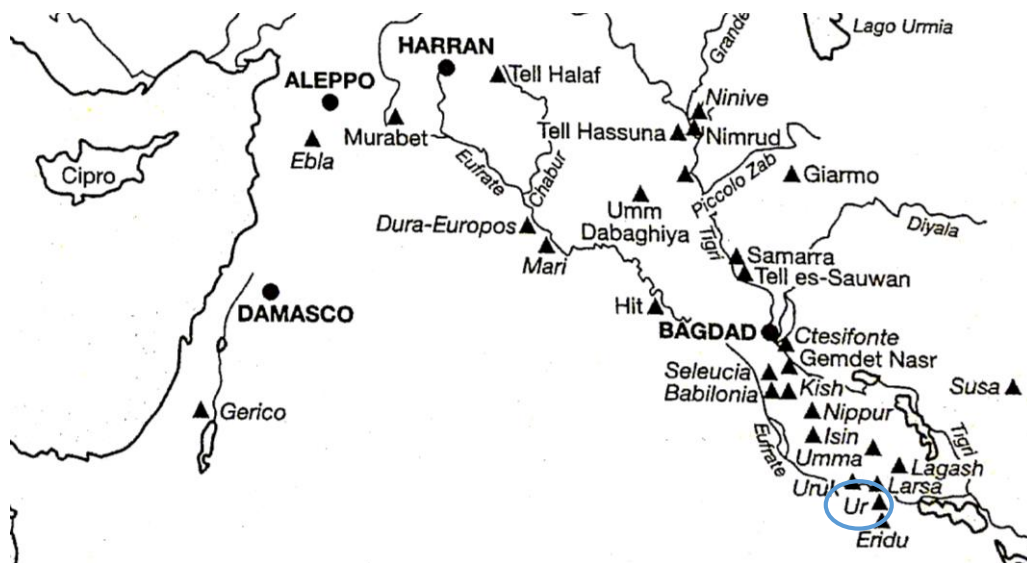 Lago Urmia
Grande
HARRAN
Tell Halaf
ALEPPO
Ninive
Murabet
Tell Hassuna
Nimrud
Ebla
Cipro
Eufrate
Chabur
Piccolo Zab
Giarmo
Umm
Dabaghiya
Dura-Europos
Mari
Tigri
Diyala
Samarra
Tell es-Sauwan
DAMASCO
Hit
BAGDAD
Ctesifonte
Gemdet Nasr
Seleucia
Babilonia
Kish
Susa
Gerico
Nippur
Eufrate
Isin
Tigri
Umma
Lagash
Uruk
Larsa
Ur
Eridu